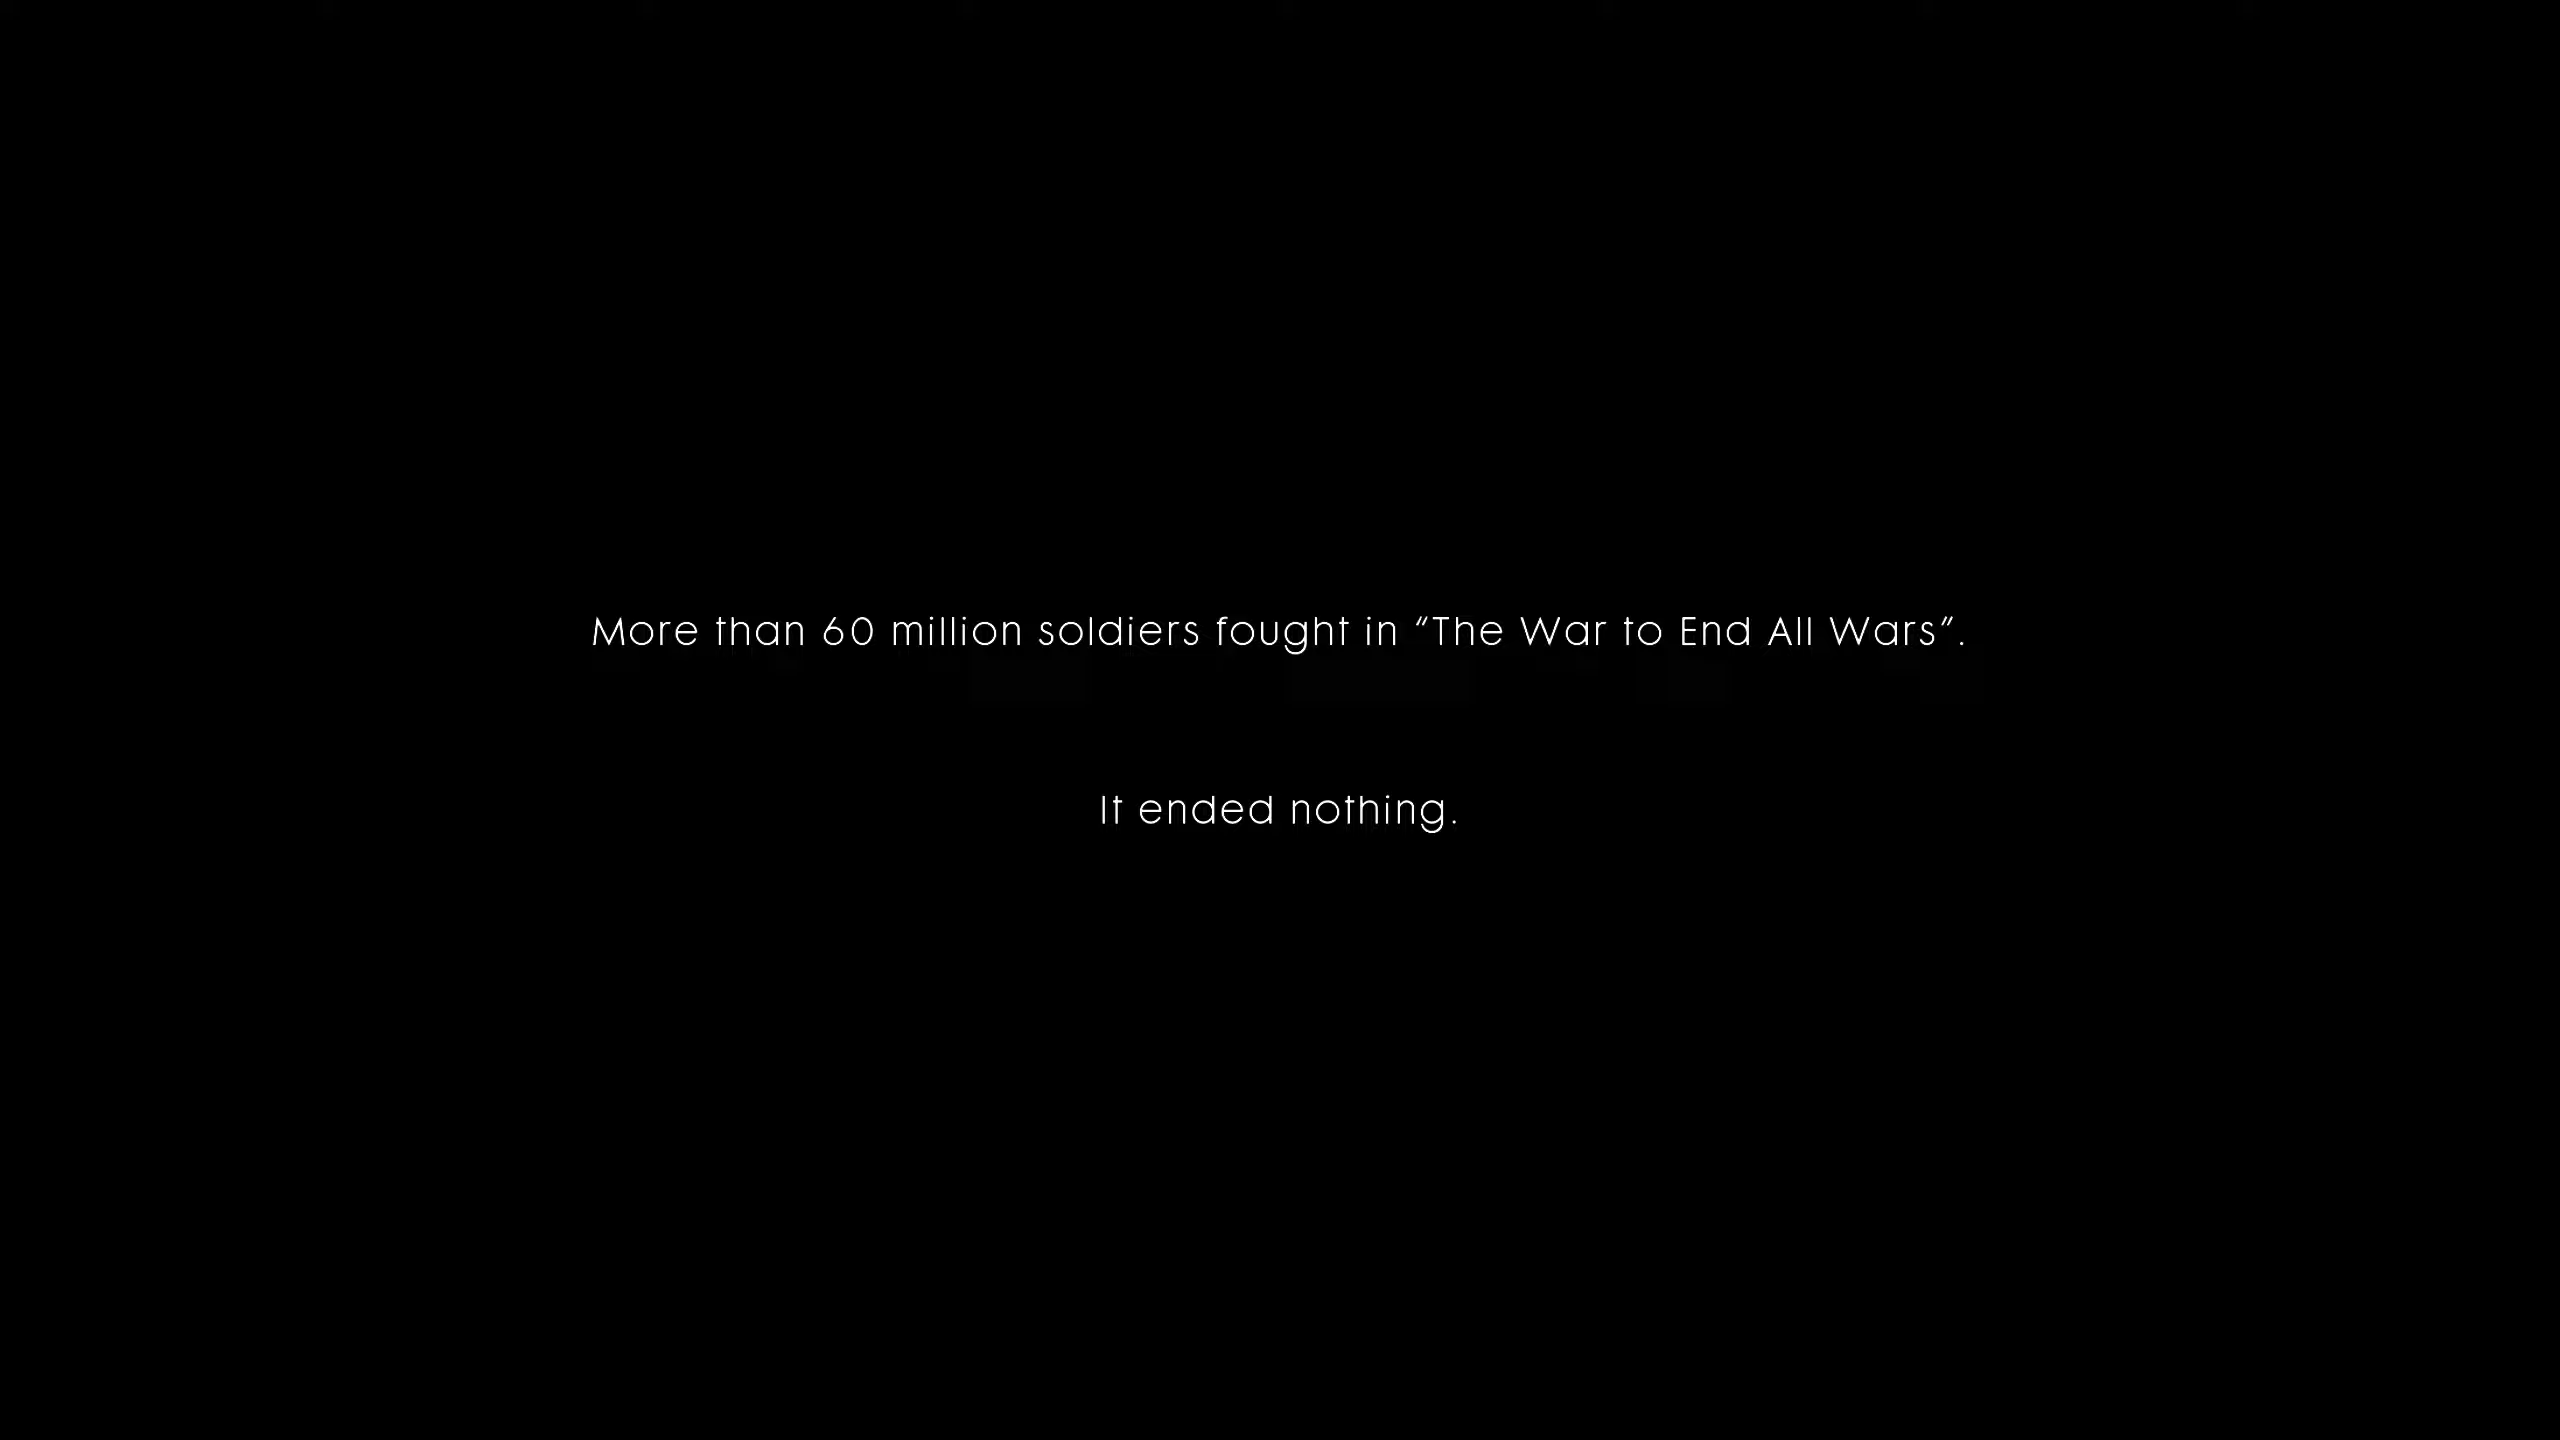 More than 60 million soldiers fought in “The War to End All Wars”.
It ended nothing.